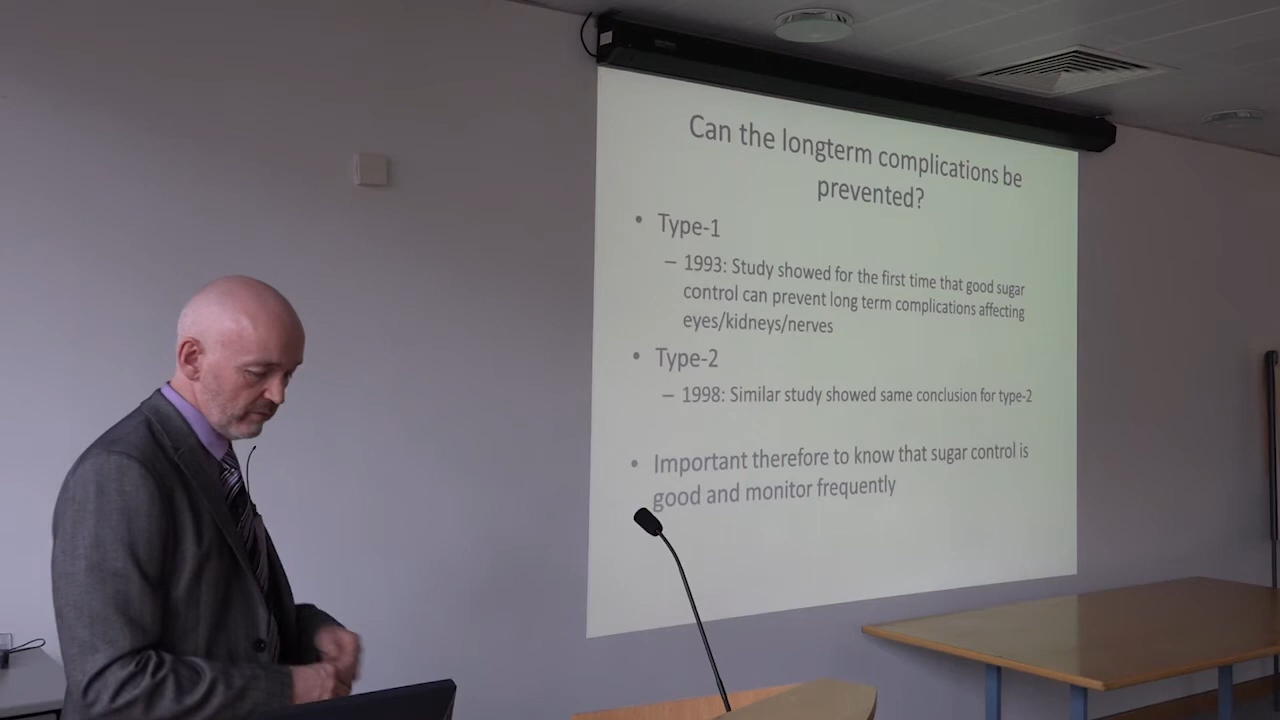 Can the longterm complications be
prevented?
• Type-1
– 1993: Study showed for the first time that good sugar
control can prevent long term complications affecting
eyes/kidneys/nerves
• Type-2
– 1998: Similar study showed same conclusion for type-2
• Important therefore to know that sugar control is
good and monitor frequently